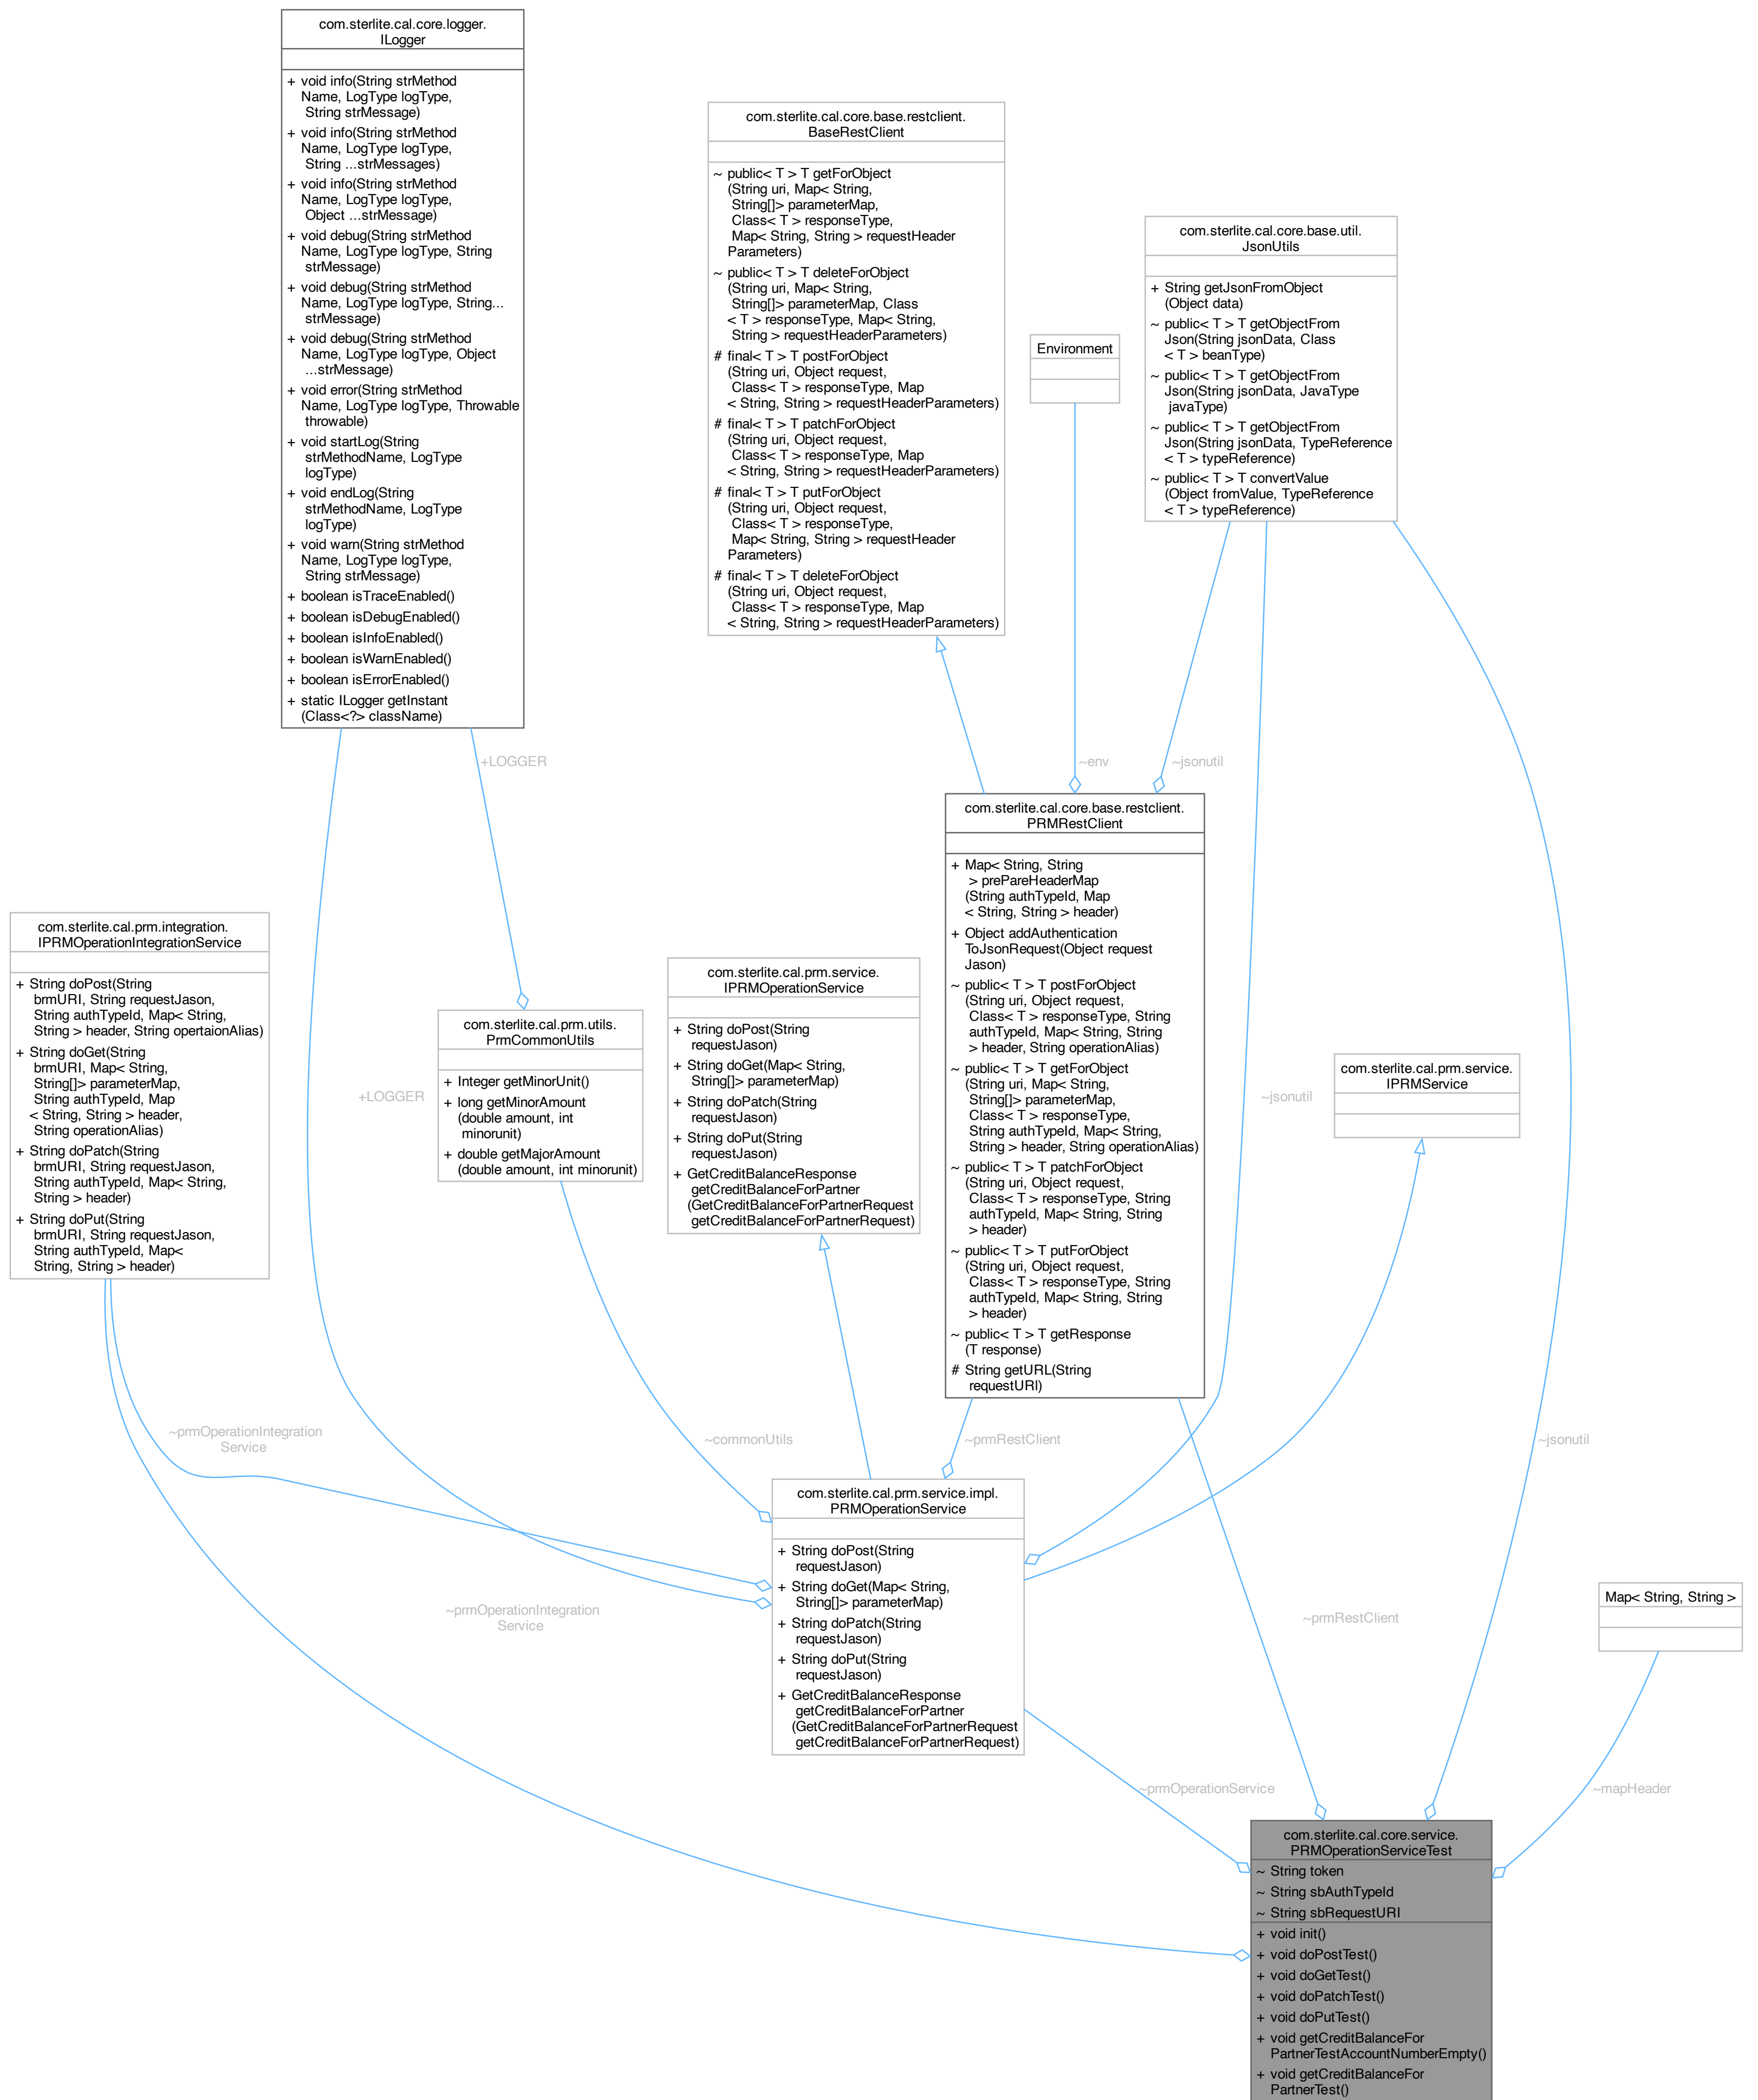 com.sterlite.cal.core.logger.
ILogger
+ void info(String strMethod
Name, LogType logType,
String strMessage)
+ void info(String strMethod
Name, LogType logType,
String ...strMessages)
+ void info(String strMethod
Name, LogType logType,
Object ...strMessage)
+ void debug(String strMethod
Name, LogType logType, String
strMessage)
+ void debug(String strMethod
Name, LogType logType, String...
strMessage)
+ void debug(String strMethod
Name, LogType logType, Object
...strMessage)
+ void error(String strMethod
Name, LogType logType, Throwable
throwable)
+ void startLog(String
strMethodName, LogType
logType)
+ void endLog(String
strMethodName, LogType
logType)
+ void warn(String strMethod
Name, LogType logType,
String strMessage)
+ boolean isTraceEnabled()
+ boolean isDebugEnabled()
+ boolean isInfoEnabled()
+ boolean isWarnEnabled()
+ boolean isErrorEnabled()
+ static ILogger getInstant
(Class<?> className)
com.sterlite.cal.core.base.restclient.
BaseRestClient
~ public< T > T getForObject
(String uri, Map< String,
String[]> parameterMap,
Class< T > responseType,
Map< String, String > requestHeader
Parameters)
~ public< T > T deleteForObject
(String uri, Map< String,
String[]> parameterMap, Class
< T > responseType, Map< String,
String > requestHeaderParameters)
# final< T > T postForObject
(String uri, Object request,
Class< T > responseType, Map
< String, String > requestHeaderParameters)
# final< T > T patchForObject
(String uri, Object request,
Class< T > responseType, Map
< String, String > requestHeaderParameters)
# final< T > T putForObject
(String uri, Object request,
Class< T > responseType,
Map< String, String > requestHeader
Parameters)
# final< T > T deleteForObject
(String uri, Object request,
Class< T > responseType, Map
< String, String > requestHeaderParameters)
Environment
com.sterlite.cal.core.base.util.
JsonUtils
+ String getJsonFromObject
(Object data)
~ public< T > T getObjectFrom
Json(String jsonData, Class
< T > beanType)
~ public< T > T getObjectFrom
Json(String jsonData, JavaType
javaType)
~ public< T > T getObjectFrom
Json(String jsonData, TypeReference
< T > typeReference)
~ public< T > T convertValue
(Object fromValue, TypeReference
< T > typeReference)
+LOGGER
~env
~jsonutil
com.sterlite.cal.core.base.restclient.
PRMRestClient
+ Map< String, String
> prePareHeaderMap
(String authTypeId, Map
< String, String > header)
+ Object addAuthentication
ToJsonRequest(Object request
Jason)
~ public< T > T postForObject
(String uri, Object request,
Class< T > responseType, String
authTypeId, Map< String, String
> header, String operationAlias)
~ public< T > T getForObject
(String uri, Map< String,
String[]> parameterMap,
Class< T > responseType,
String authTypeId, Map< String,
String > header, String operationAlias)
~ public< T > T patchForObject
(String uri, Object request,
Class< T > responseType, String
authTypeId, Map< String, String
> header)
~ public< T > T putForObject
(String uri, Object request,
Class< T > responseType, String
authTypeId, Map< String, String
> header)
~ public< T > T getResponse
(T response)
# String getURL(String
requestURI)
com.sterlite.cal.prm.integration.
IPRMOperationIntegrationService
+ String doPost(String
brmURI, String requestJason,
String authTypeId, Map< String,
String > header, String opertaionAlias)
+ String doGet(String
brmURI, Map< String,
String[]> parameterMap,
String authTypeId, Map
< String, String > header,
String operationAlias)
+ String doPatch(String
brmURI, String requestJason,
String authTypeId, Map< String,
String > header)
+ String doPut(String
brmURI, String requestJason,
String authTypeId, Map<
String, String > header)
+LOGGER
com.sterlite.cal.prm.utils.
PrmCommonUtils
+ Integer getMinorUnit()
+ long getMinorAmount
(double amount, int
minorunit)
+ double getMajorAmount
(double amount, int minorunit)
com.sterlite.cal.prm.service.
IPRMOperationService
+ String doPost(String
requestJason)
+ String doGet(Map< String,
String[]> parameterMap)
+ String doPatch(String
requestJason)
+ String doPut(String
requestJason)
+ GetCreditBalanceResponse
getCreditBalanceForPartner
(GetCreditBalanceForPartnerRequest
getCreditBalanceForPartnerRequest)
~jsonutil
com.sterlite.cal.prm.service.
IPRMService
~prmOperationIntegration
Service
~commonUtils
~prmRestClient
~jsonutil
com.sterlite.cal.prm.service.impl.
PRMOperationService
+ String doPost(String
requestJason)
+ String doGet(Map< String,
String[]> parameterMap)
+ String doPatch(String
requestJason)
+ String doPut(String
requestJason)
+ GetCreditBalanceResponse
getCreditBalanceForPartner
(GetCreditBalanceForPartnerRequest
getCreditBalanceForPartnerRequest)
~prmOperationIntegration
Service
~prmRestClient
Map< String, String >
~prmOperationService
~mapHeader
com.sterlite.cal.core.service.
PRMOperationServiceTest
~ String token
~ String sbAuthTypeId
~ String sbRequestURI
+ void init()
+ void doPostTest()
+ void doGetTest()
+ void doPatchTest()
+ void doPutTest()
+ void getCreditBalanceFor
PartnerTestAccountNumberEmpty()
+ void getCreditBalanceFor
PartnerTest()